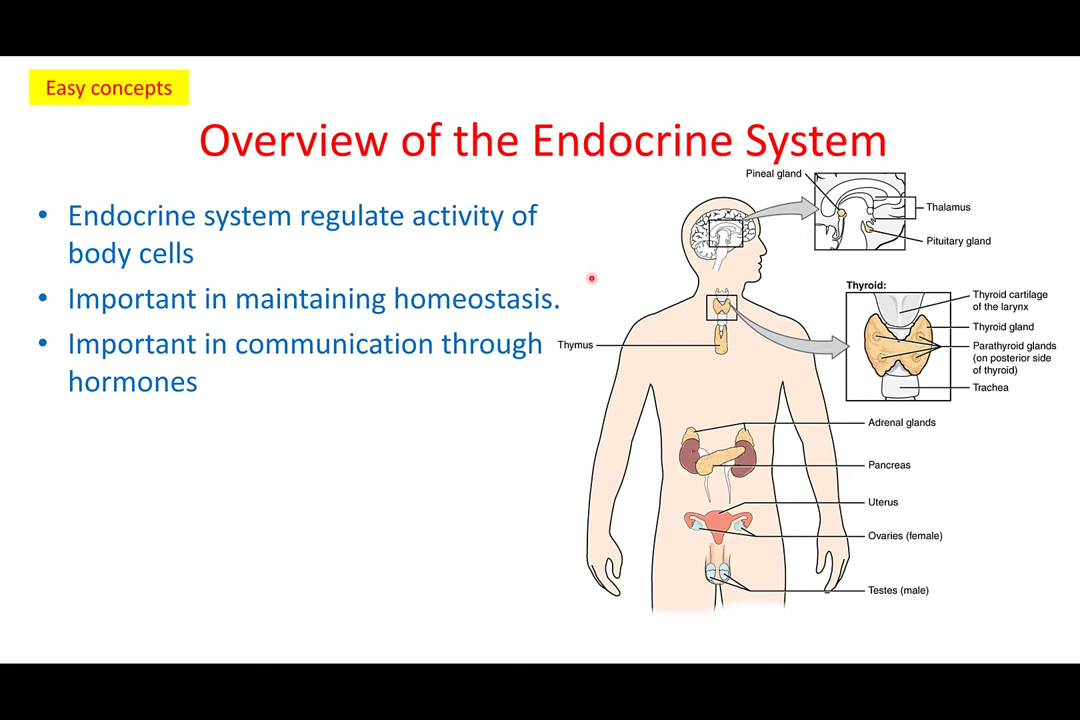 Easy concepts
Overview of the Endocrine System
• Endocrine system regulate activity of
body cells
• Important in maintaining homeostasis.
• Important in communication through
hormones
Pineal gland
Thalamus
Pituitary gland
Thyroid:
Thyroid cartilage
of the larynx
Thyroid gland
Parathyroid glands
(on posterior side
of thyroid)
Trachea
Thymus
Adrenal glands
Pancreas
Uterus
Ovaries (female)
Testes (male)